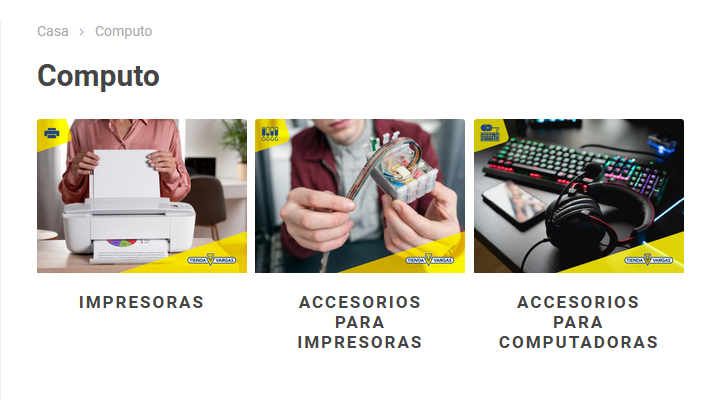 Casa > Computo
Computo
TIENDA VARGAS
TIENDA VARGAS
TIENDA VARGAS
IMPRESORAS
ACCESORIOS
PARA
IMPRESORAS
ACCESORIOS
PARA
COMPUTADORAS